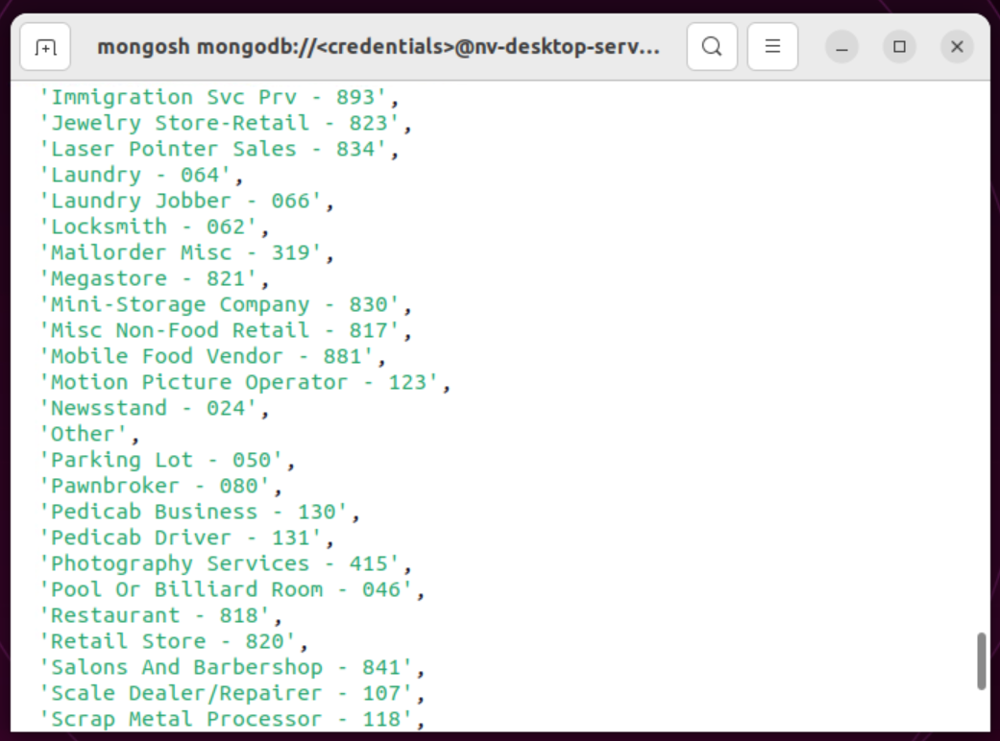 mongosh mongodb://<credentials>@nv-desktop-serv...
'Immigration Svc Prv - 893',
'Jewelry Store-Retail - 823',
'Laser Pointer Sales - 834',
'Laundry - 064',
'Laundry Jobber - 066',
'Locksmith - 062',
'Mailorder Misc - 319',
'Megastore - 821',
'Mini-Storage Company - 830',
'Misc Non-Food Retail - 817',
'Mobile Food Vendor - 881',
'Motion Picture Operator - 123',
'Newsstand - 024',
'Other',
'Parking Lot - 050',
'Pawnbroker - 080',
'Pedicab Business - 130',
'Pedicab Driver - 131',
'Photography Services - 415',
'Pool Or Billiard Room - 046',
'Restaurant - 818',
'Retail Store - 820',
'Salons And Barbershop - 841',
'Scale Dealer/Repairer - 107',
'Scrap Metal Processor - 118',